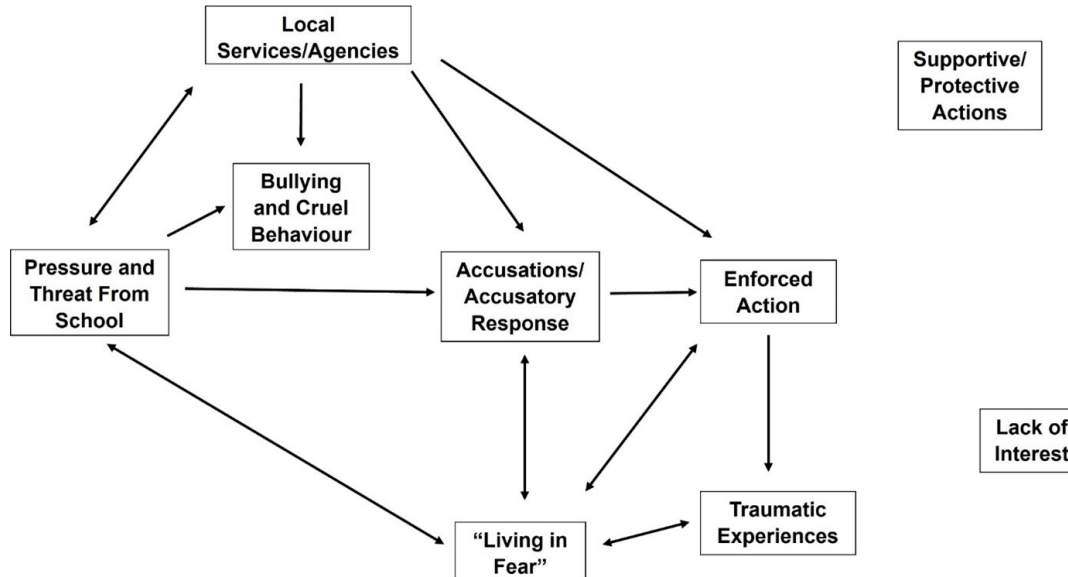 Local
Services/Agencies
Supportive/
Protective
Actions
Bullying
and Cruel
Behaviour
Pressure and
Threat From
School
Accusations/
Accusatory
Response
Enforced
Action
Lack of
Interest
Traumatic
Experiences
“Living in
Fear”